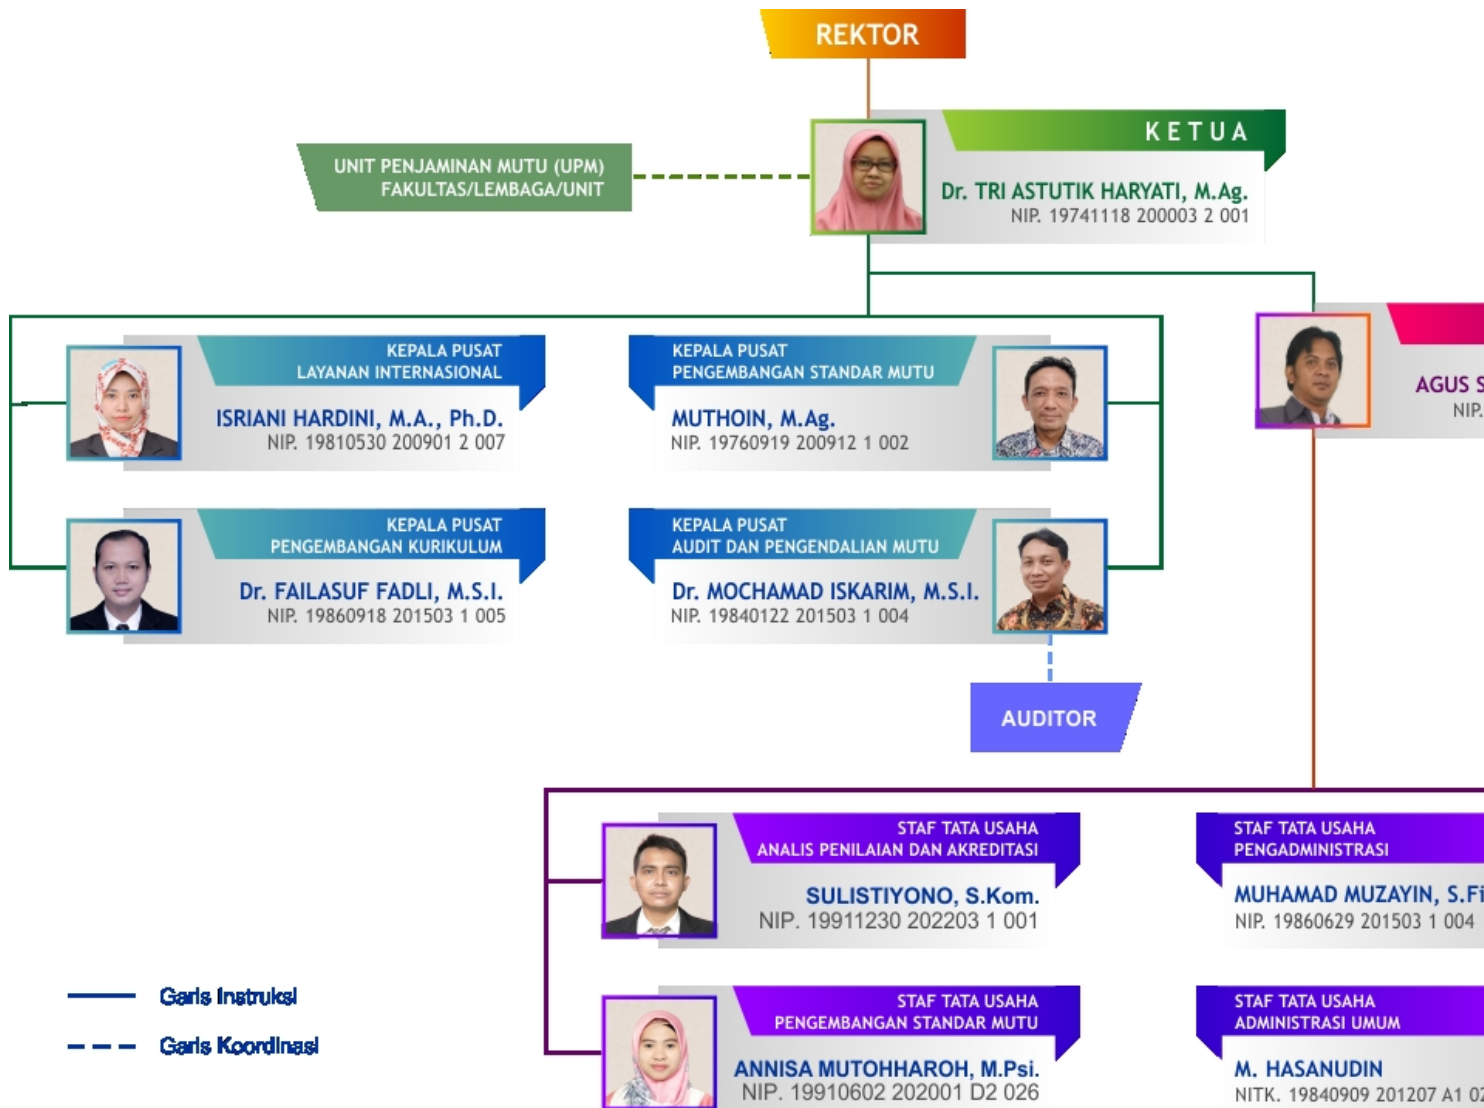 REKTOR
KETUA
Dr. TRI ASTUTIK HARYATI, M.Ag.
NIP. 19741118 200003 2 001
UNIT PENJAMINAN MUTU (UPM)
FAKULTAS/LEMBAGA/UNIT
KEPALA PUSAT
LAYANAN INTERNASIONAL
ISRIANI HARDINI, M.A., Ph.D.
NIP. 19810530 200901 2 007
KEPALA PUSAT
PENGEMBANGAN STANDAR MUTU
MUTHOIN, M.Ag.
NIP. 19760919 200912 1 002
AGUS S
NIP.
KEPALA PUSAT
PENGEMBANGAN KURIKULUM
Dr. FAILASUF FADLI, M.S.I.
NIP. 19860918 201503 1 005
KEPALA PUSAT
AUDIT DAN PENGENDALIAN MUTU
Dr. MOCHAMAD ISKARIM, M.S.I.
NIP. 19840122 201503 1 004
AUDITOR
STAF TATA USAHA
ANALIS PENILAIAN DAN AKREDITASI
SULISTIYONO, S.Kom.
NIP. 19911230 202203 1 001
STAF TATA USAHA
PENGADMINISTRASI
MUHAMAD MUZAYIN, S.Fi
NIP. 19860629 201503 1 004
STAF TATA USAHA
PENGEMBANGAN STANDAR MUTU
ANNISA MUTOHHAROH, M.Psi.
NIP. 19910602 202001 D2 026
STAF TATA USAHA
ADMINISTRASI UMUM
M. HASANUDIN
NITK. 19840909 201207 A1 02
Garis Instruksi
Garis Koordinasi